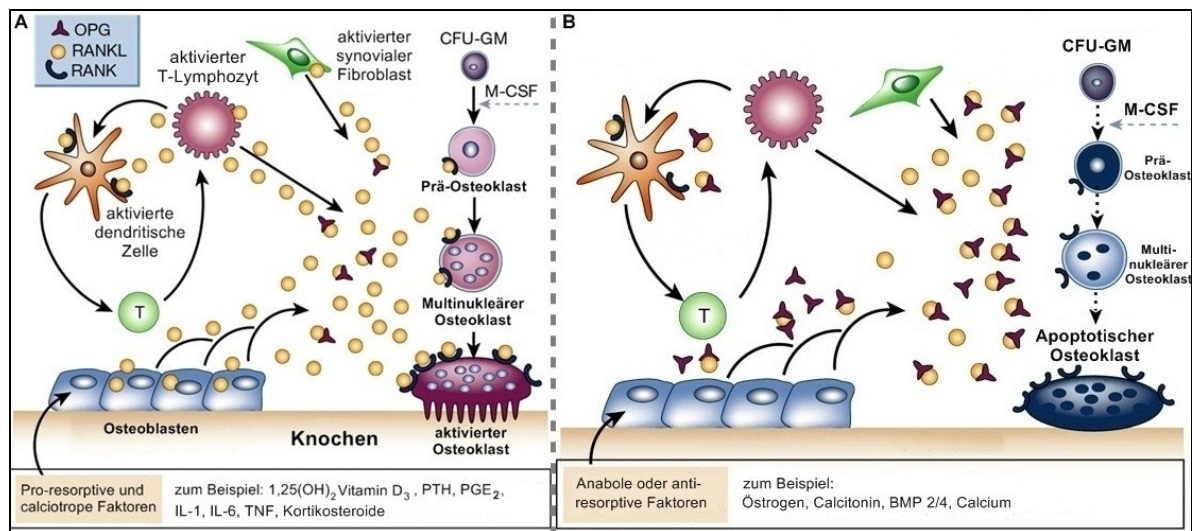 A
OPG
RANKL
RANK
aktivierter
T-Lymphozyt
aktivierter
synovialer
Fibroblast
CFU-GM
M-CSF
Prä-Osteoklast
aktivierte
dendritische
Zelle
T
Multinukleärer
Osteoklast
Osteoblasten
Knochen
aktivierter
Osteoklast
Pro-resorptive und
calciotrope Faktoren
zum Beispiel: 1,25(OH)₂Vitamin D₃ , PTH, PGE₂,
IL-1, IL-6, TNF, Kortikosteroide
B
CFU-GM
M-CSF
Prä-
Osteoklast
Multi-
nukleärer
Osteoklast
T
Apoptotischer
Osteoklast
Anabole oder anti-
resorptive Faktoren
zum Beispiel:
Östrogen, Calcitonin, BMP 2/4, Calcium